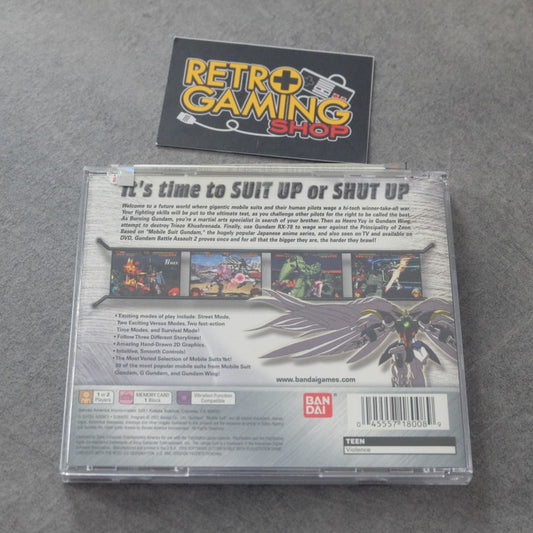 RETRO
GAMING
SHOP
It's time to SUIT UP or SHUT UP
Welcome to a future world where gigantic mobile suits and their human pilots wage a hi-tech winner-take-all war
Your fighting skills will be put to the ultimate test, as you challenge other pilots for the right to be called the best.
As Burning Gundam, you're a martial arts specialist in search of your brother. Then as Heero Yuy in Gundam Wing
attempt to destroy Trieze Khushrenada. Finally, use Gundam RX-78 to wage war against the Principality of Zeon
Based from "Mobile Suit Gundam," the hugely popular Japanese anime series, and also seen on TV and available on
DVD, Gundam Battle Assault 2 proves once and for all that the bigger they are, the harder they brawl!
• Exciting modes of play include: Street Mode,
Two Exciting Versus Modes, Two fast-action
Time Modes, and Survival Mode!
• Follow Three Different Storylines!
• Amazing Hand-Drawn 2D Graphics.
• Intuitive, Smooth Controls!
• The Most Varied Selection of Mobile Suits Yet!
30 of the most popular mobile suits from Mobile Suit
Gundam, G Gundam, and Gundam Wing!
www.bandaigames.com
1 or 2
Players
MEMORY CARD
1 Block
Vibration Function
Compatible
BAN
DAI
0 45557 18008 9
TEEN
Violence